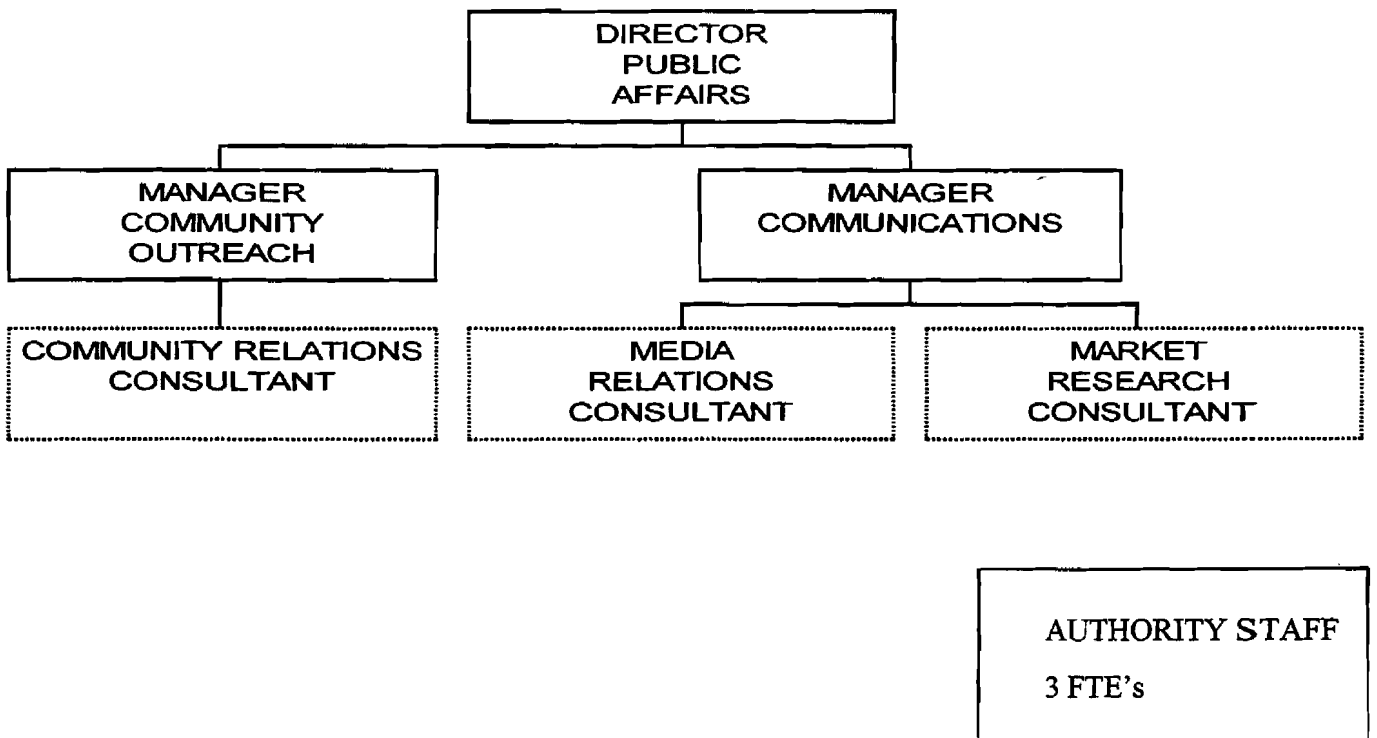 DIRECTOR
PUBLIC
AFFAIRS
MANAGER
COMMUNITY
OUTREACH
MANAGER
COMMUNICATIONS
COMMUNITY RELATIONS
CONSULTANT
MEDIA
RELATIONS
CONSULTANT
MARKET
RESEARCH
CONSULTANT
AUTHORITY STAFF
3 FTE's